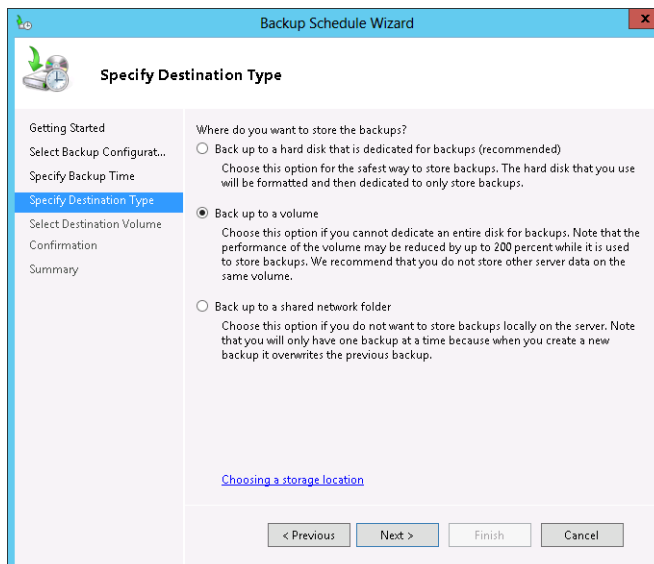 Backup Schedule Wizard
x
Specify Destination Type
Getting Started
Select Backup Configurat...
Specify Backup Time
Specify Destination Type
Select Destination Volume
Confirmation
Summary
Where do you want to store the backups?
Back up to a hard disk that is dedicated for backups (recommended)
Choose this option for the safest way to store backups. The hard disk that you use
will be formatted and then dedicated to only store backups.
Back up to a volume
Choose this option if you cannot dedicate an entire disk for backups. Note that the
performance of the volume may be reduced by up to 200 percent while it is used
to store backups. We recommend that you do not store other server data on the
same volume.
Back up to a shared network folder
Choose this option if you do not want to store backups locally on the server. Note
that you will only have one backup at a time because when you create a new
backup it overwrites the previous backup.
Choosing a storage location
< Previous
Next >
Finish
Cancel